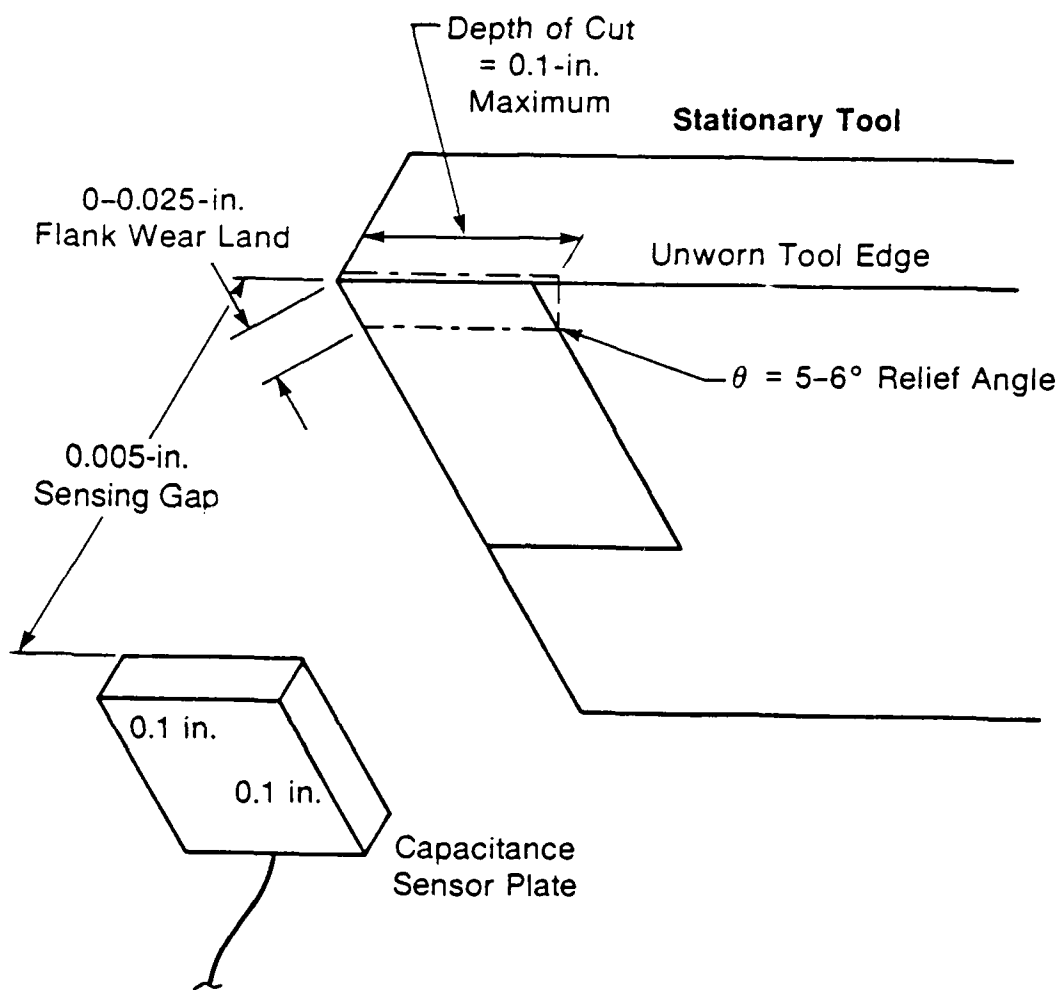 Depth of Cut
= 0.1-in.
Maximum
Stationary Tool
0–0.025-in.
Flank Wear Land
Unworn Tool Edge
θ = 5–6° Relief Angle
0.005-in.
Sensing Gap
0.1 in.
0.1 in.
Capacitance
Sensor Plate